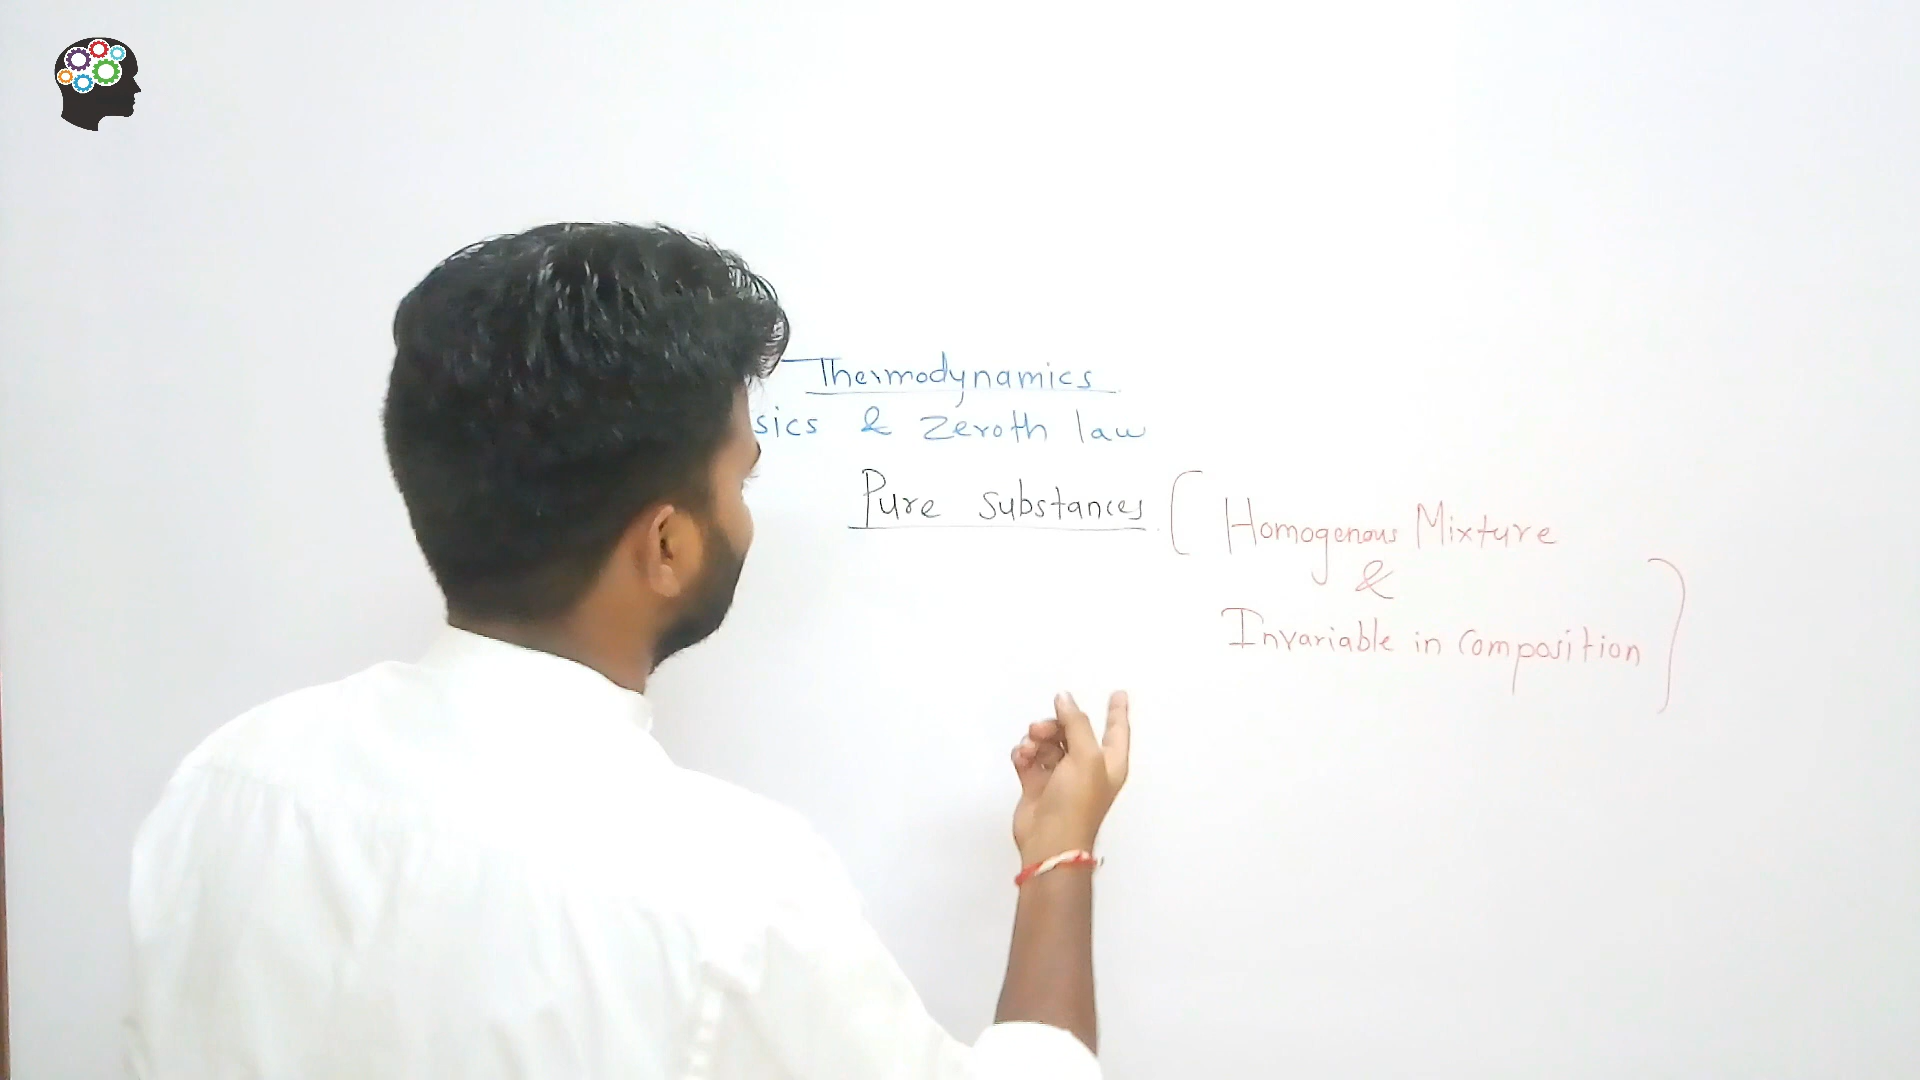 Thermodynamics
sics & Zeroth law
Pure substances ( Homogenous Mixture
&
Invariable in composition )